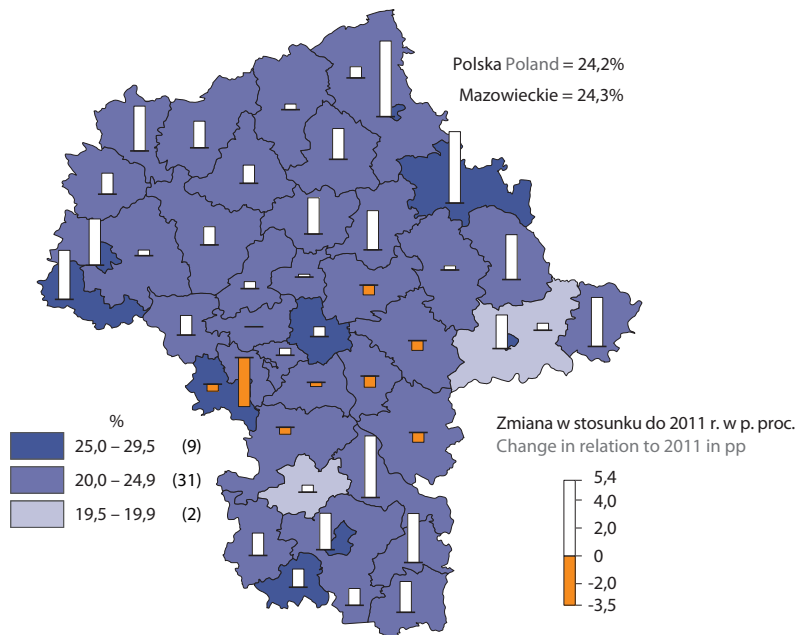 Polska Poland = 24,2%
Mazowieckie = 24,3%
%
25,0 – 29,5 (9)
20,0 – 24,9 (31)
19,5 – 19,9 (2)
Zmiana w stosunku do 2011 r. w p. proc.
Change in relation to 2011 in pp
5,4
4,0
2,0
0
-2,0
-3,5